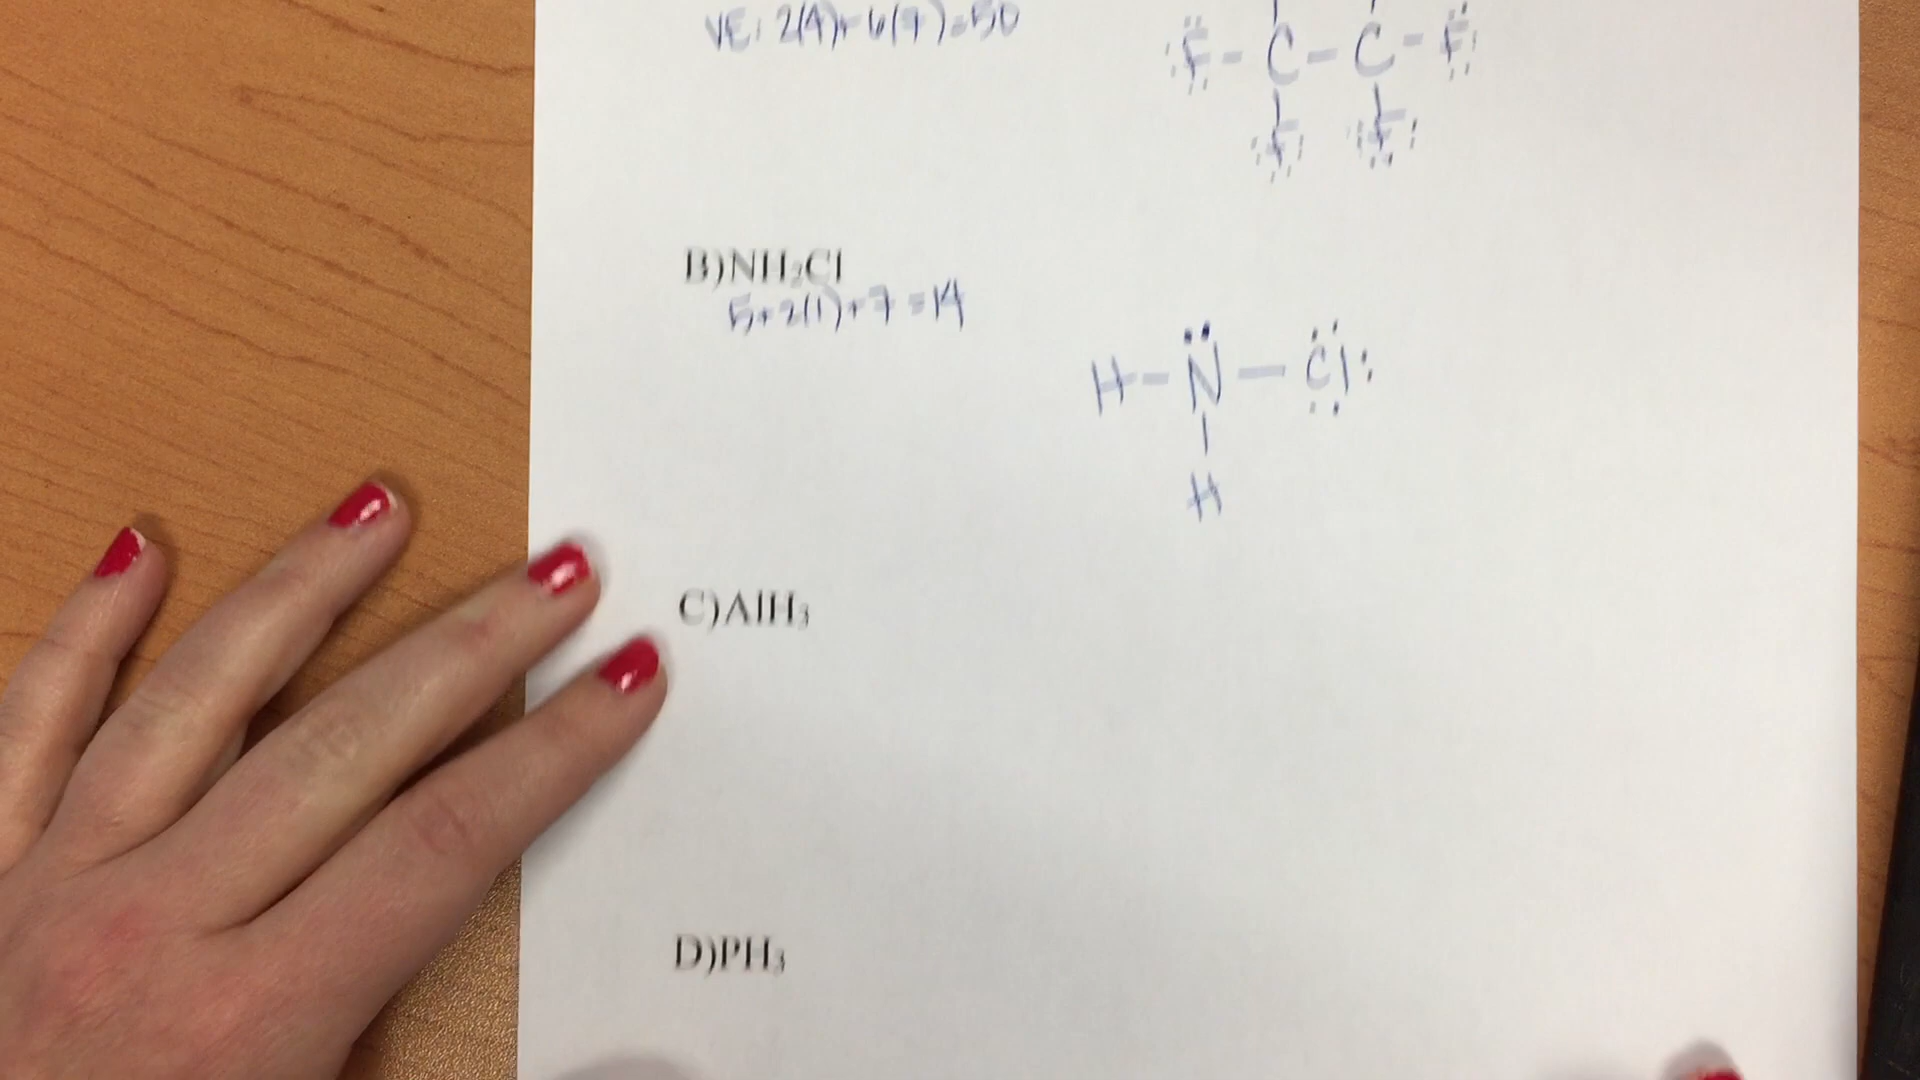 VE: 2(4)+6(7)=50
F-C-C-F
F F
B)NH₂Cl
5+2(1)+7=14
H-N-Cl
H
C)AlH₃
D)PH₃